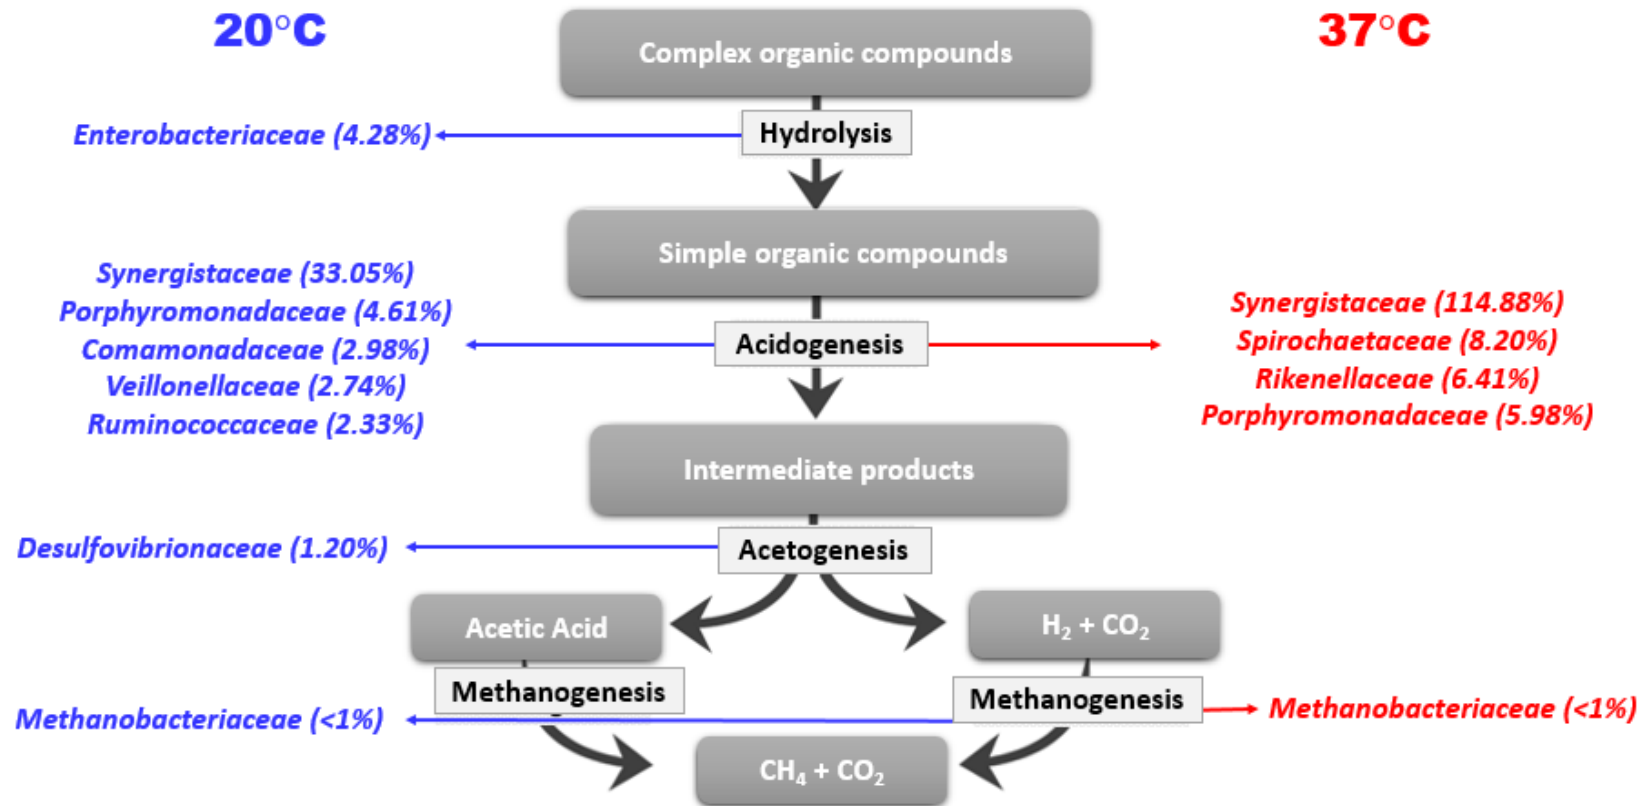 20°C
37°C
Complex organic compounds
Enterobacteriaceae (4.28%)
Hydrolysis
Simple organic compounds
Synergistaceae (33.05%)
Porphyromonadaceae (4.61%)
Comamonadaceae (2.98%)
Veillonellaceae (2.74%)
Ruminococcaceae (2.33%)
Acidogenesis
Synergistaceae (114.88%)
Spirochaetaceae (8.20%)
Rikenellaceae (6.41%)
Porphyromonadaceae (5.98%)
Intermediate products
Desulfovibrionaceae (1.20%)
Acetogenesis
Acetic Acid
H₂ + CO₂
Methanogenesis
Methanogenesis
Methanobacteriaceae (<1%)
Methanobacteriaceae (<1%)
CH₄ + CO₂